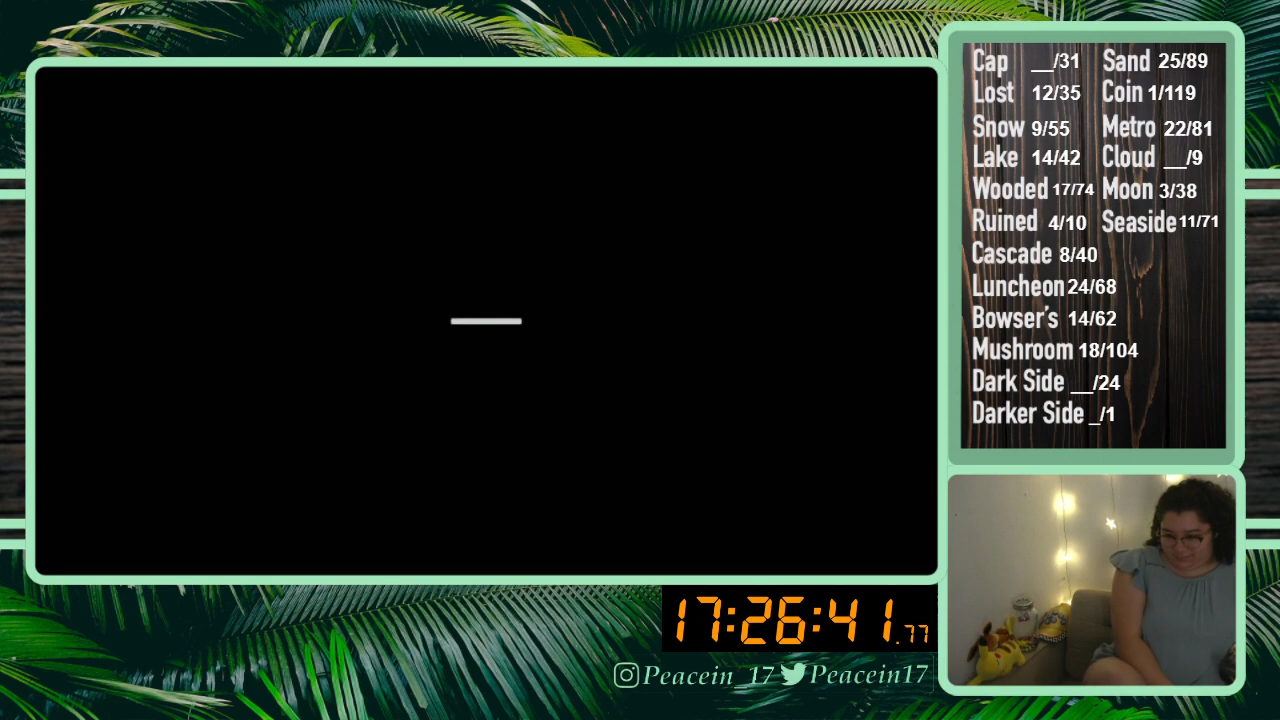 Cap __/31 Sand 25/89
Lost 12/35 Coin 1/119
Snow 9/55 Metro 22/81
Lake 14/42 Cloud __/9
Wooded 17/74 Moon 3/38
Ruined 4/10 Seaside 11/71
Cascade 8/40
Luncheon 24/68
Bowser's 14/62
Mushroom 18/104
Dark Side __/24
Darker Side _/1
17:26:41.77
Peacein_17 Peacein17